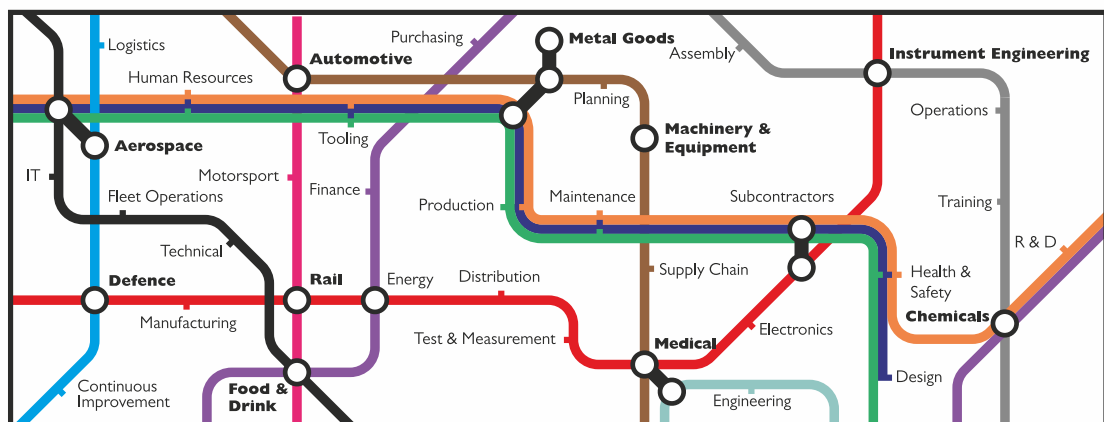 Purchasing
Metal Goods
Logistics
Automotive
Assembly
Instrument Engineering
Human Resources
Planning
Operations
Tooling
Machinery &
Equipment
Aerospace
IT
Motorsport
Finance
Fleet Operations
Production
Maintenance
Subcontractors
Training
Technical
R & D
Defence
Rail
Energy
Distribution
Supply Chain
Health &
Safety
Manufacturing
Test & Measurement
Electronics
Chemicals
Medical
Continuous
Improvement
Food &
Drink
Engineering
Design